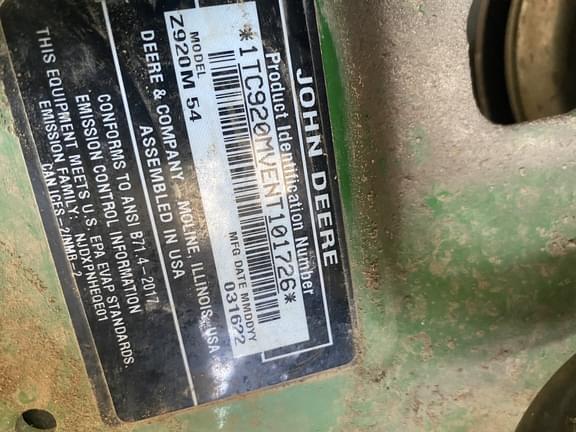 JOHN DEERE
Product Identification Number
*1TC920MVENT101726*
MODEL
Z920M 54
MFG DATE MMDDYY
031622
DEERE & COMPANY MOLINE, ILLINOIS USA
ASSEMBLED IN USA
CONFORMS TO ANSI B71.4-2017
EMISSION CONTROL INFORMATION
THIS EQUIPMENT MEETS U.S. EPA EVAP STANDARDS.
EMISSION FAMILY: NJDXPNHEQE01
CAN ICES-2/NMB-2